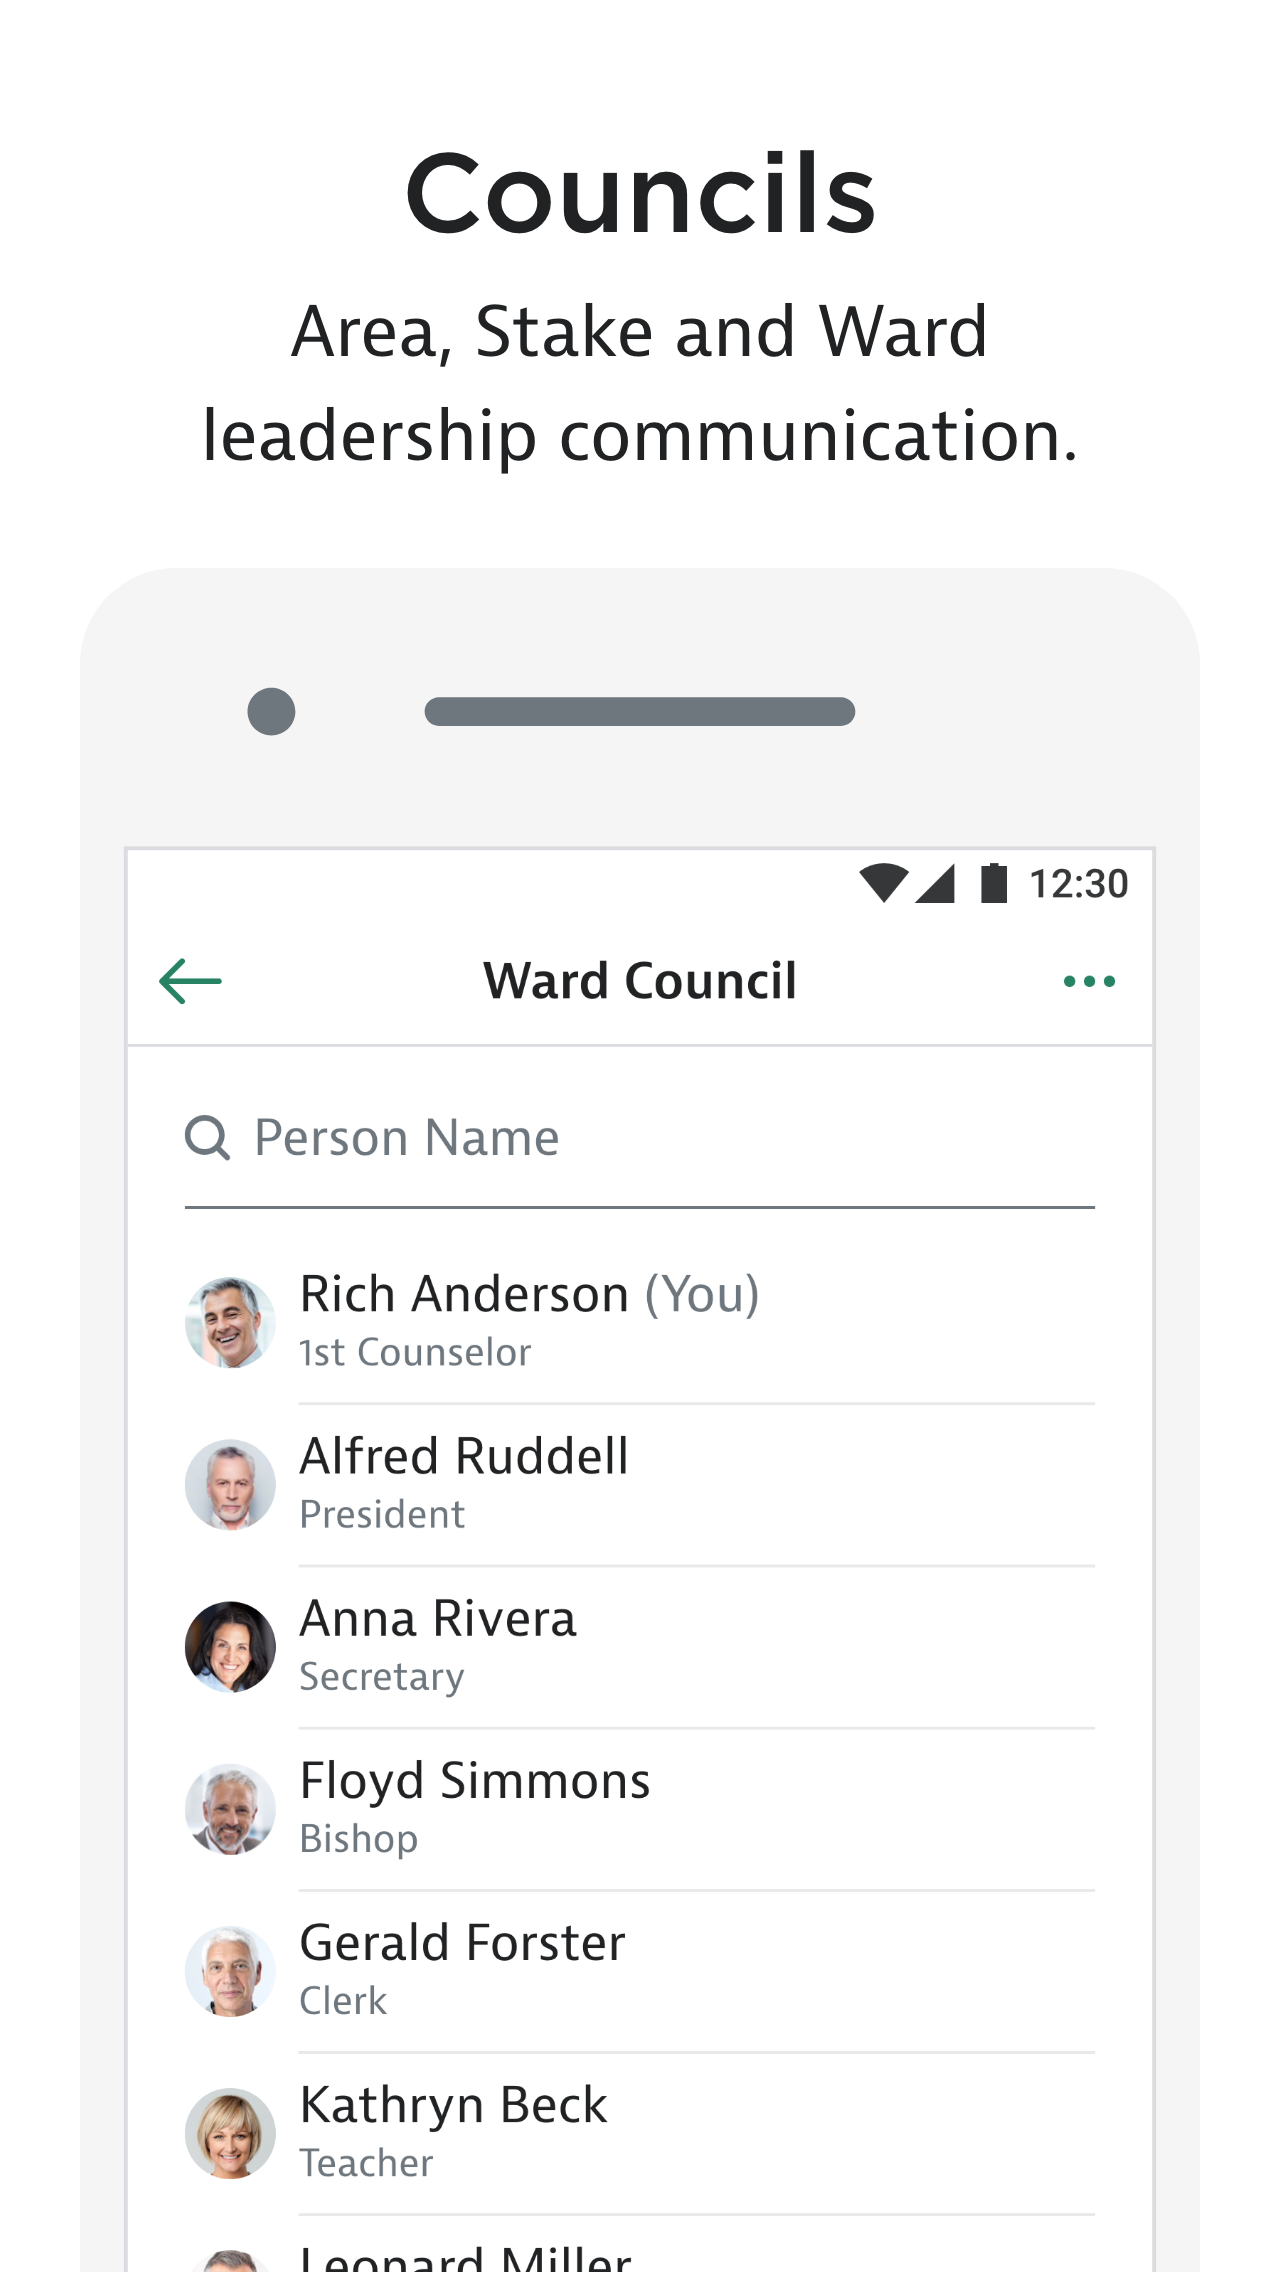 Councils
Area, Stake and Ward
leadership communication.
12:30
Ward Council
Person Name
Rich Anderson (You)
1st Counselor
Alfred Ruddell
President
Anna Rivera
Secretary
Floyd Simmons
Bishop
Gerald Forster
Clerk
Kathryn Beck
Teacher
Leonard Miller